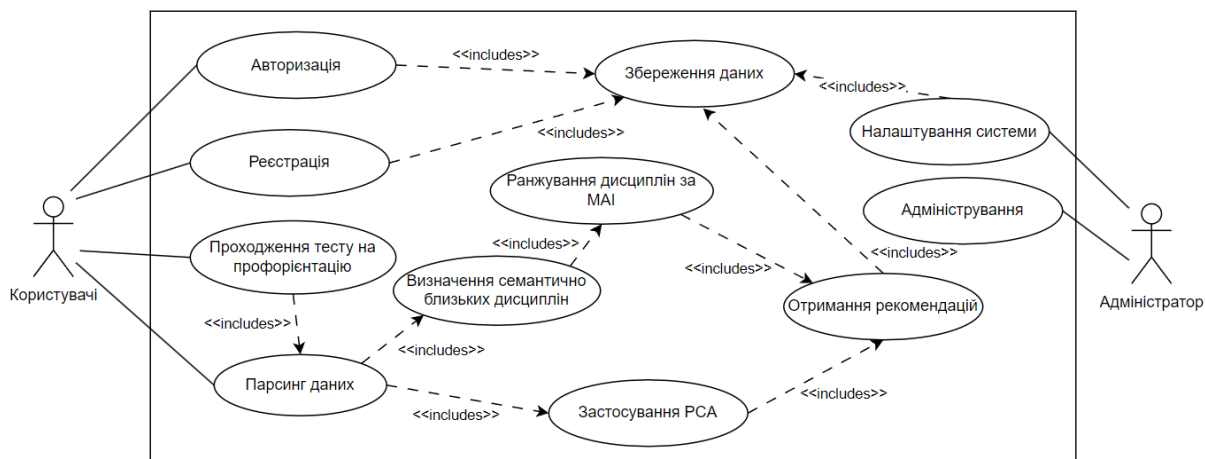 Авторизація
<<includes>>
Збереження даних
<<includes>>
Налаштування системи
<<includes>>
Реєстрація
Ранжування дисциплін за
МАІ
Адміністрування
Проходження тесту на
профорієнтацію
<<includes>>
<<includes>>
<<includes>>
Користувачі
Визначення семантично
близьких дисциплін
Отримання рекомендацій
Адміністратор
<<includes>>
<<includes>>
Парсинг даних
<<includes>>
<<includes>>
Застосування PCA